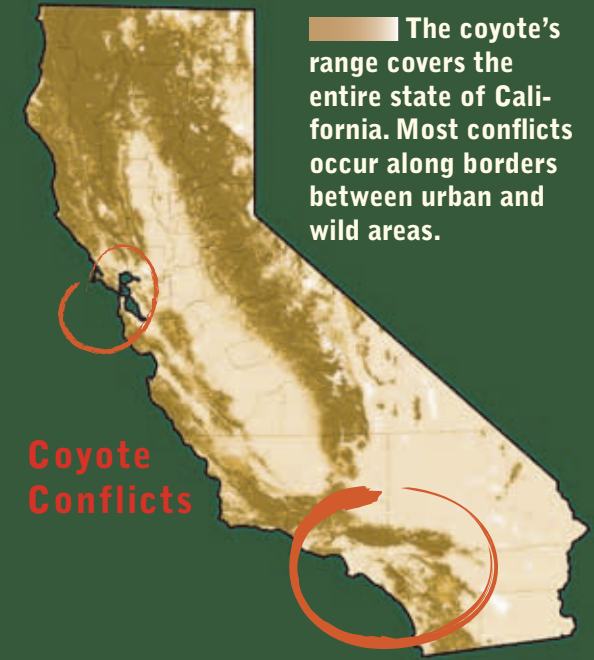 The coyote’s
range covers the
entire state of Cali-
fornia. Most conflicts
occur along borders
between urban and
wild areas.
Coyote
Conflicts